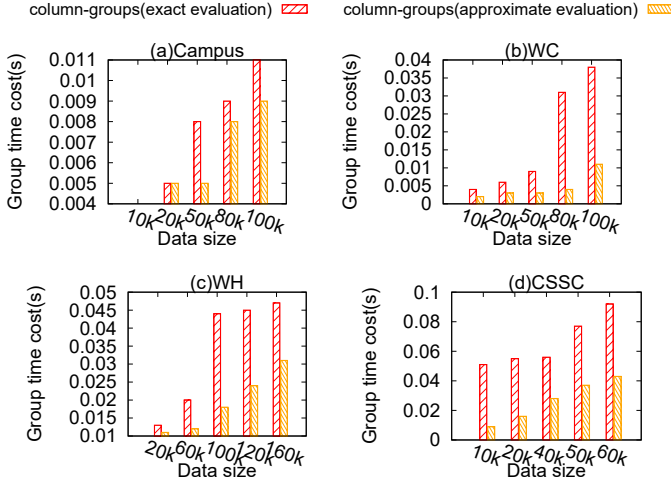 column-groups(exact evaluation) column-groups(approximate evaluation)
(a)Campus
Group time cost(s)
0.011
0.01
0.009
0.008
0.007
0.006
0.005
0.004
10k 20k 50k 80k 100k
Data size
(b)WC
Group time cost(s)
0.04
0.035
0.03
0.025
0.02
0.015
0.01
0.005
0
10k 20k 50k 80k 100k
Data size
(c)WH
Group time cost(s)
0.05
0.045
0.04
0.035
0.03
0.025
0.02
0.015
0.01
20k 60k 100k 120k 160k
Data size
(d)CSSC
Group time cost(s)
0.1
0.08
0.06
0.04
0.02
0
10k 20k 40k 50k 60k
Data size